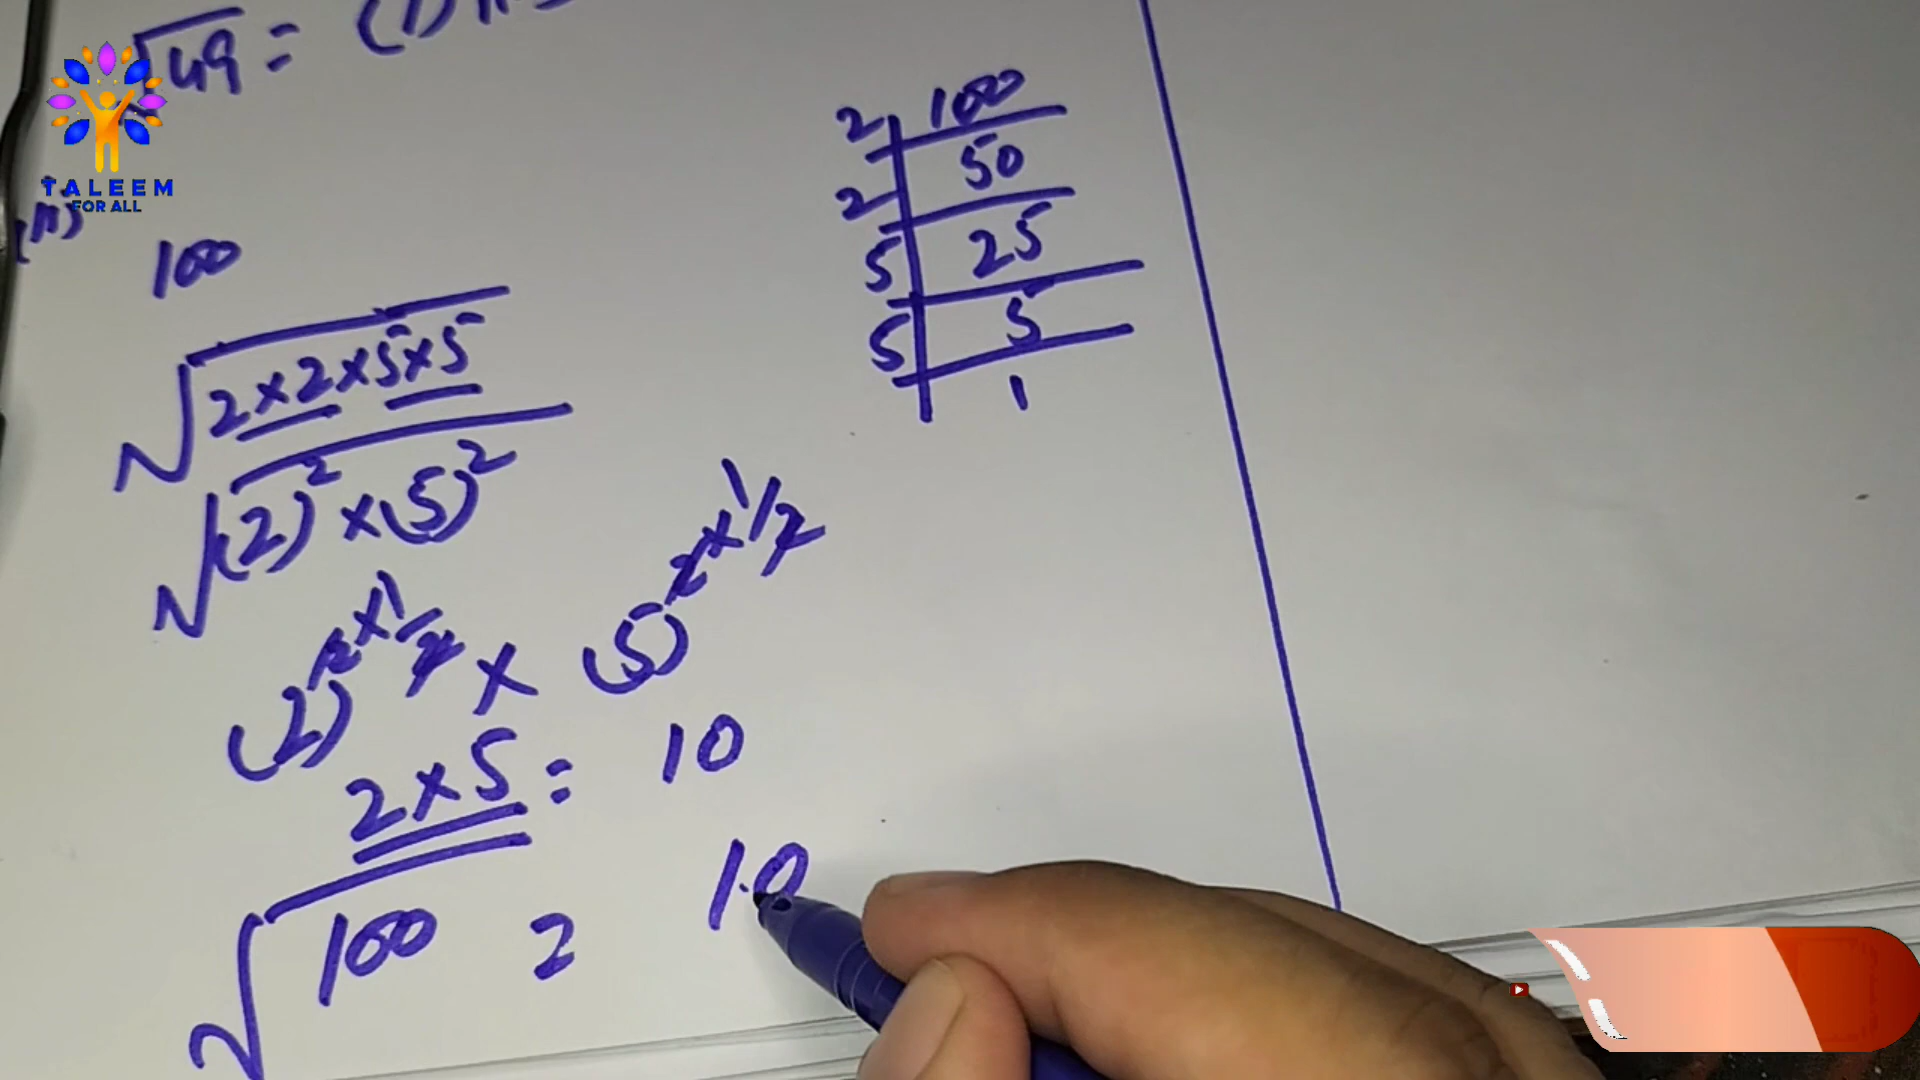 √49 =
TALEEM
FOR ALL
100
√2×2×5×5
√(2)²×(5)²
(2)^2×1/2 × (5)^2×1/2
2×5 = 10
√100 = 10
2 | 100
2 | 50
5 | 25
5 | 5
1